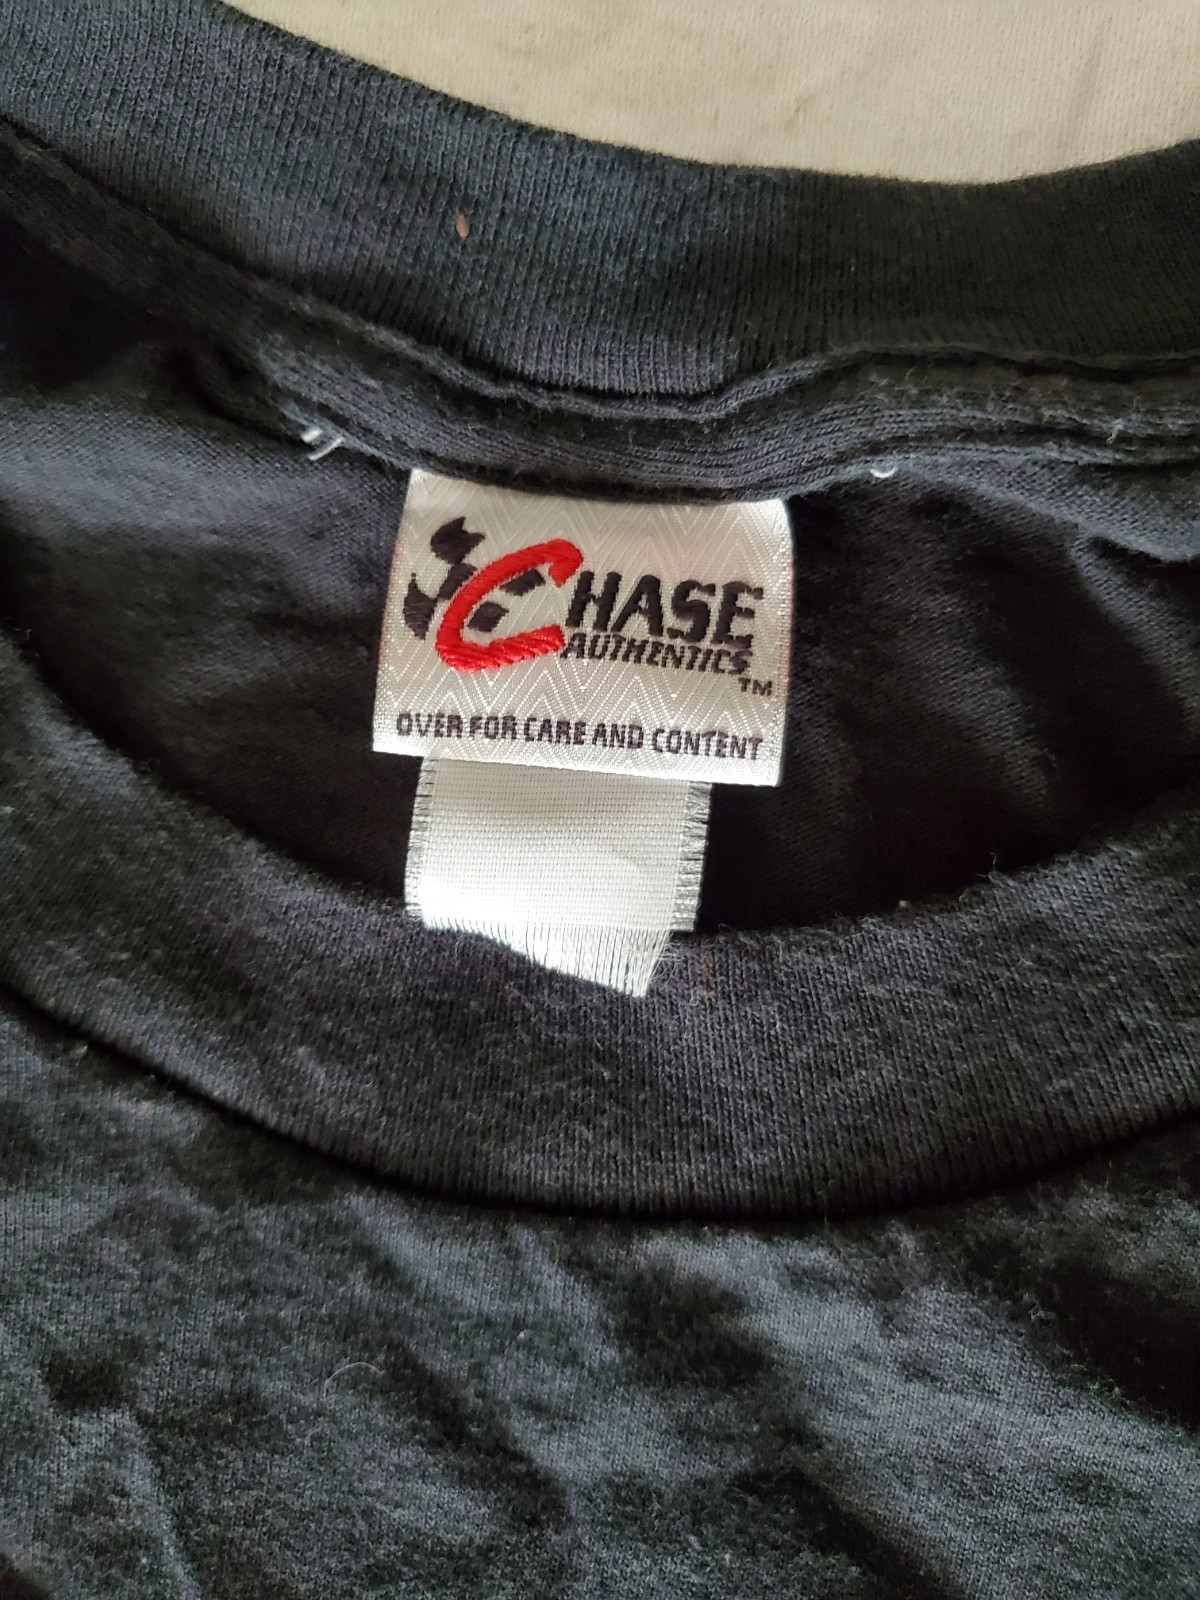 CHASE
AUTHENTICS
TM
OVER FOR CARE AND CONTENT